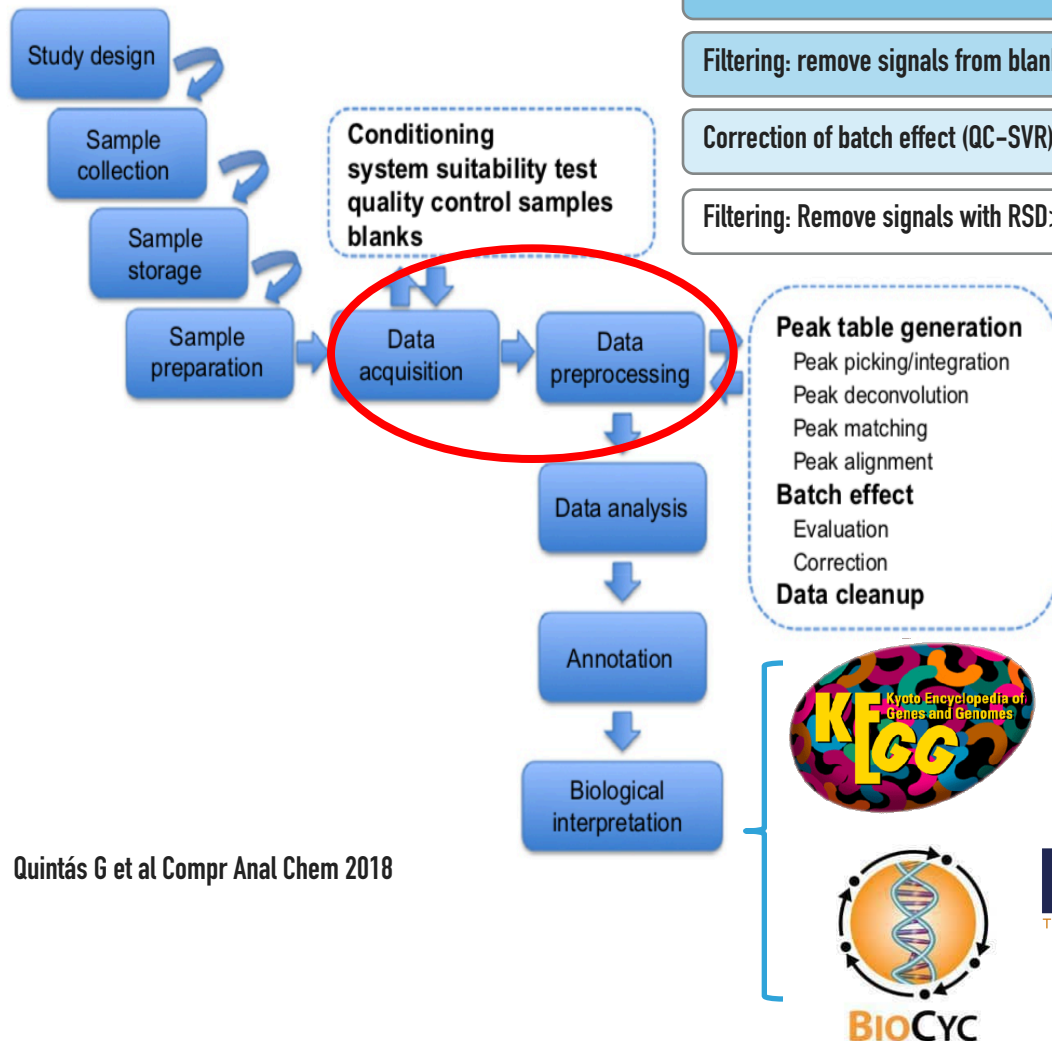 Filtering: remove signals from blan
Correction of batch effect (QC-SVR)
Filtering: Remove signals with RSD>
Study design
Sample
collection
Sample
storage
Sample
preparation
Conditioning
system suitability test
quality control samples
blanks
Data
acquisition
Data
preprocessing
Peak table generation
Peak picking/integration
Peak deconvolution
Peak matching
Peak alignment
Batch effect
Evaluation
Correction
Data cleanup
Data analysis
Annotation
Biological
interpretation
Kyoto Encyclopedia of
Genes and Genomes
KEGG
Quintás G et al Compr Anal Chem 2018
T
BIOCYC